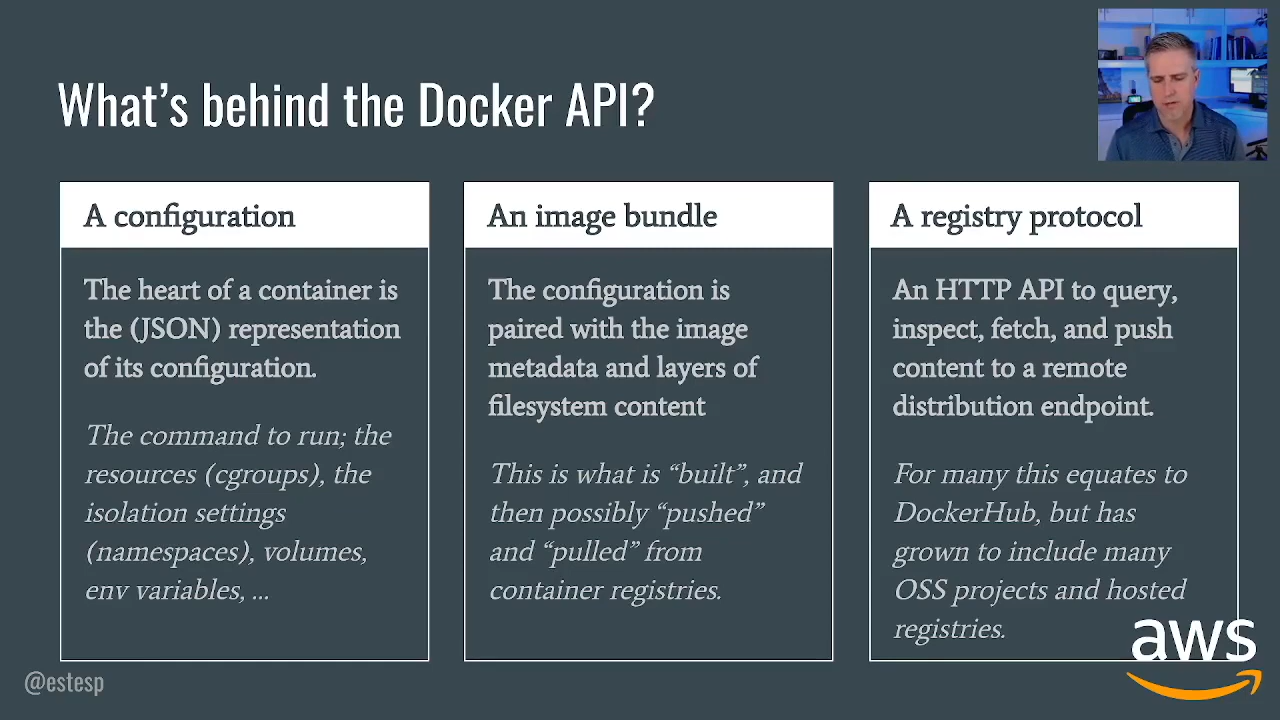 What's behind the Docker API?
A configuration
The heart of a container is
the (JSON) representation
of its configuration.
The command to run; the
resources (cgroups), the
isolation settings
(namespaces), volumes,
env variables, ...
An image bundle
The configuration is
paired with the image
metadata and layers of
filesystem content
This is what is “built”, and
then possibly “pushed”
and “pulled” from
container registries.
A registry protocol
An HTTP API to query,
inspect, fetch, and push
content to a remote
distribution endpoint.
For many this equates to
DockerHub, but has
grown to include many
OSS projects and hosted
registries.
@estesp
aws